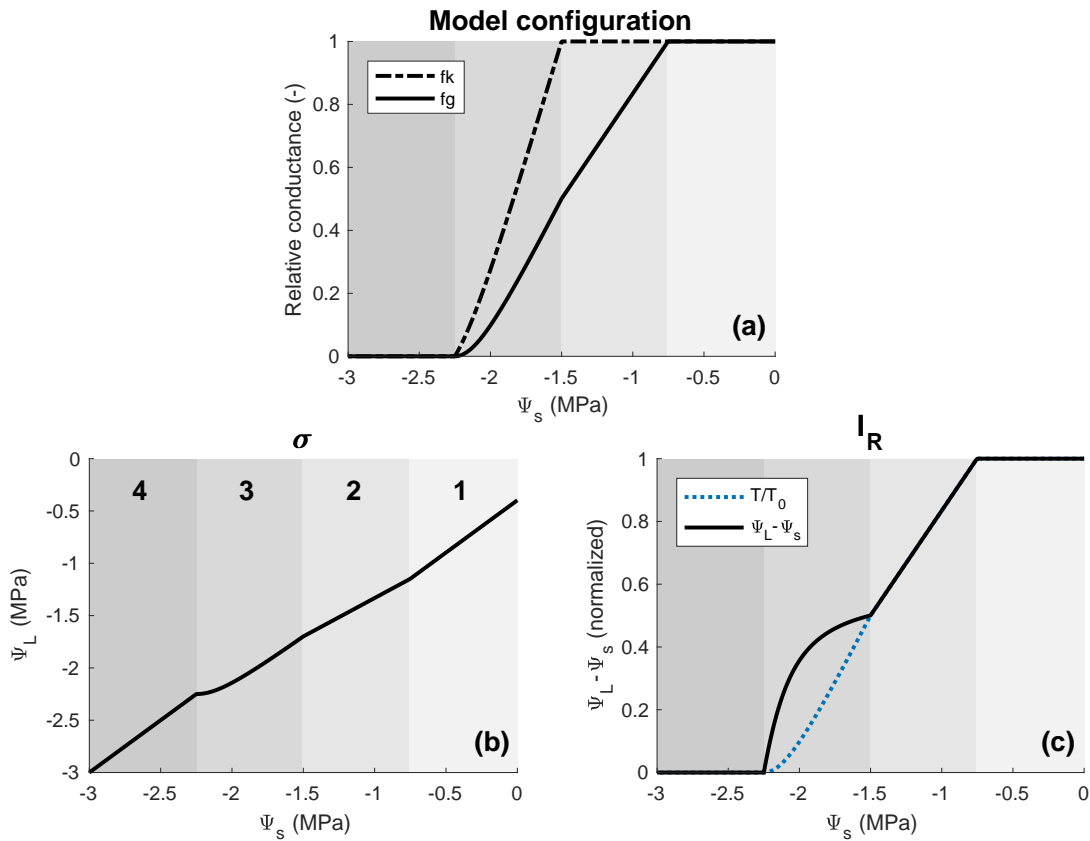 Model configuration
Relative conductance (-)
1
0.8
0.6
0.4
0.2
0
fk
fg
(a)
-3 -2.5 -2 -1.5 -1 -0.5 0
Ψs (MPa)
σ
ΨL (MPa)
0
-0.5
-1
-1.5
-2
-2.5
-3
4 3 2 1
(b)
-3 -2.5 -2 -1.5 -1 -0.5 0
Ψs (MPa)
IR
ΨL-Ψs (normalized)
1
0.8
0.6
0.4
0.2
0
T/T0
ΨL-Ψs
(c)
-3 -2.5 -2 -1.5 -1 -0.5 0
Ψs (MPa)